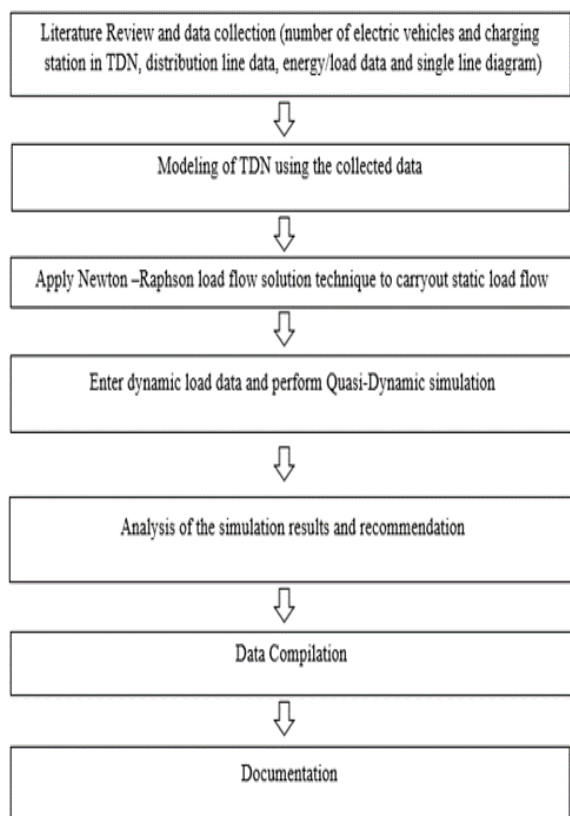 Literature Review and data collection (number of electric vehicles and charging
station in TDN, distribution line data, energy/load data and single line diagram)
Modeling of TDN using the collected data
Apply Newton –Raphson load flow solution technique to carryout static load flow
Enter dynamic load data and perform Quasi-Dynamic simulation
Analysis of the simulation results and recommendation
Data Compilation
Documentation